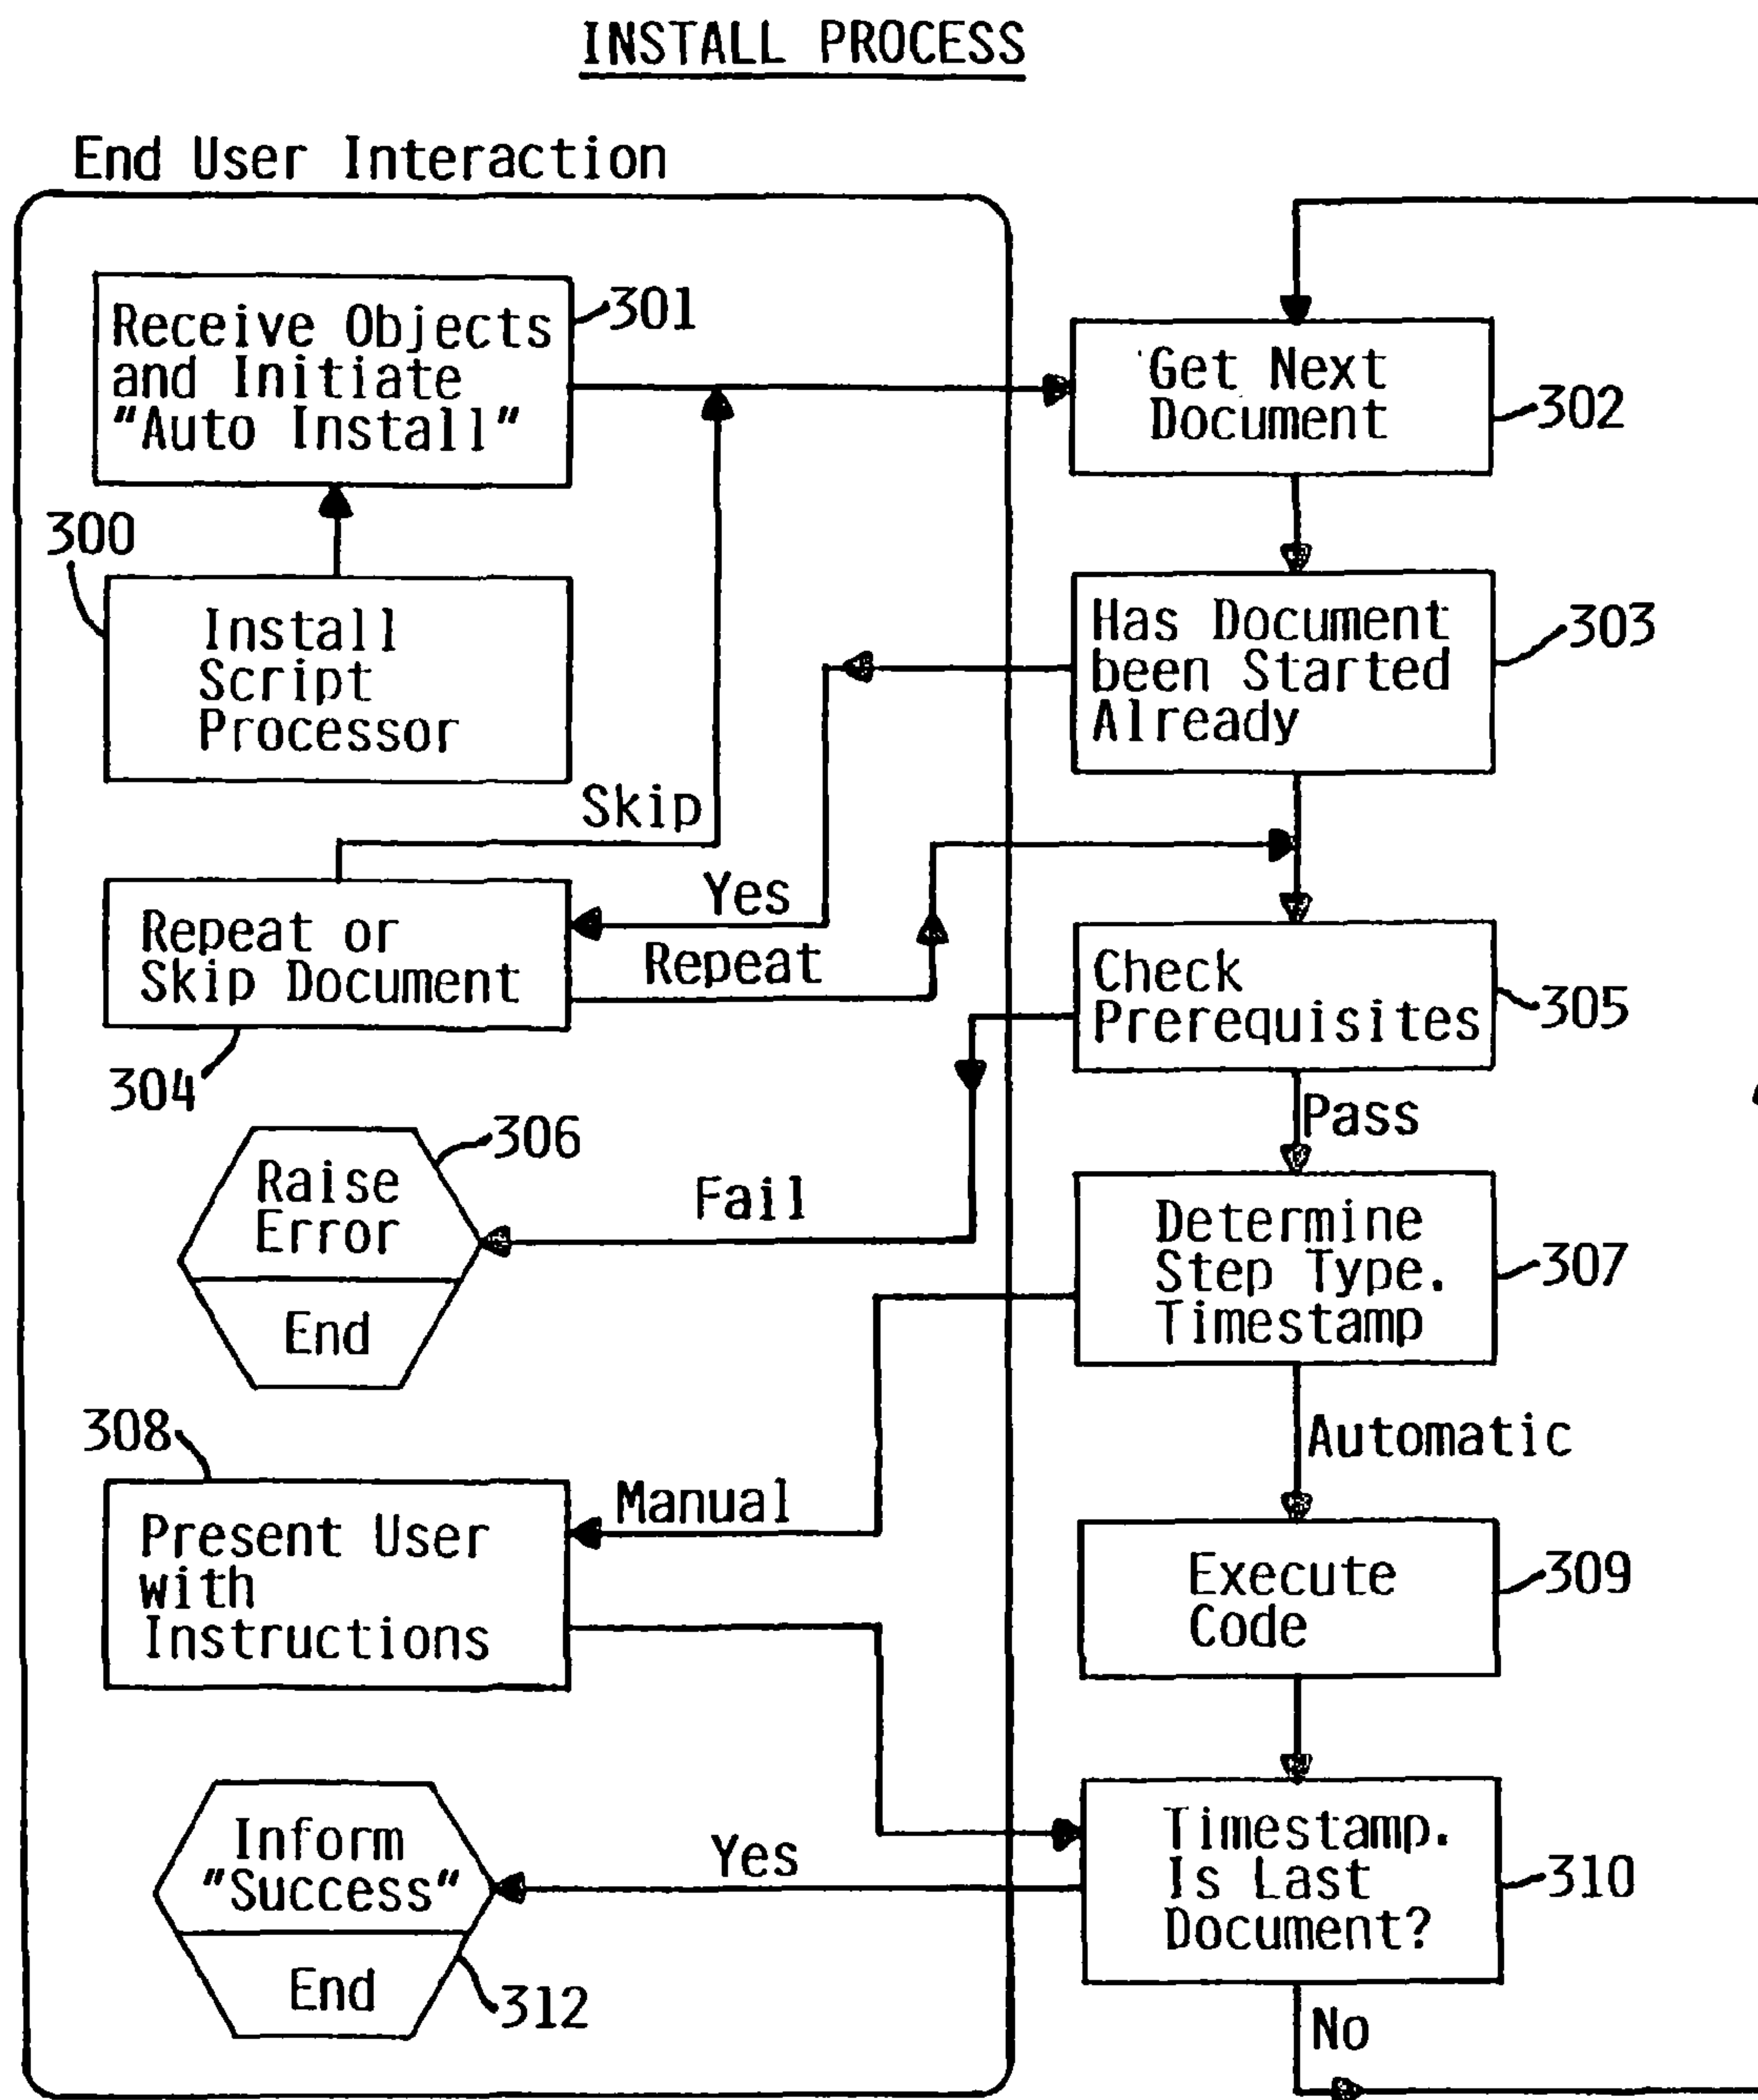 INSTALL PROCESS
End User Interaction
Receive Objects
and Initiate
"Auto Install"
301
Get Next
Document
302
300
Install
Script
Processor
Has Document
been Started
Already
303
Skip
Yes
Repeat or
Skip Document
Repeat
304
Check
Prerequisites
305
Pass
306
Raise
Error
End
Fail
Determine
Step Type.
Timestamp
307
Automatic
308
Manual
Present User
with
Instructions
Execute
Code
309
Inform
"Success"
End
312
Yes
Timestamp.
Is Last
Document?
310
No